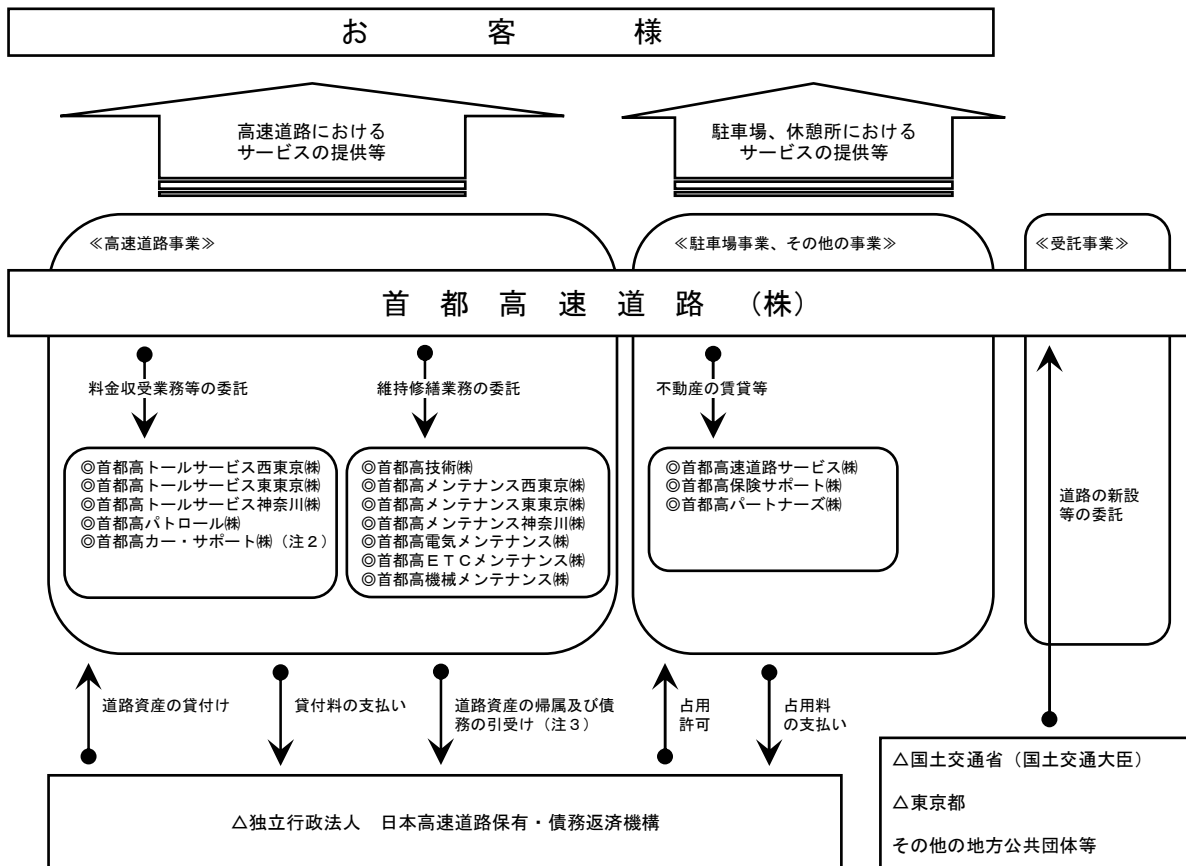 お客様
高速道路における
サービスの提供等
駐車場、休憩所における
サービスの提供等
≪高速道路事業≫
≪駐車場事業、その他の事業≫
≪受託事業≫
首都高速道路（株）
料金収受業務等の委託
維持修繕業務の委託
不動産の賃貸等
◎首都高トールサービス西東京㈱
◎首都高トールサービス東東京㈱
◎首都高トールサービス神奈川㈱
◎首都高パトロール㈱
◎首都高カー・サポート㈱（注２）
◎首都高技術㈱
◎首都高メンテナンス西東京㈱
◎首都高メンテナンス東東京㈱
◎首都高メンテナンス神奈川㈱
◎首都高電気メンテナンス㈱
◎首都高ＥＴＣメンテナンス㈱
◎首都高機械メンテナンス㈱
◎首都高速道路サービス㈱
◎首都高保険サポート㈱
◎首都高パートナーズ㈱
道路の新設
等の委託
道路資産の貸付け
貸付料の支払い
道路資産の帰属及び債
務の引受け（注３）
占用
許可
占用料
の支払い
△独立行政法人　日本高速道路保有・債務返済機構
△国土交通省（国土交通大臣）
△東京都
その他の地方公共団体等